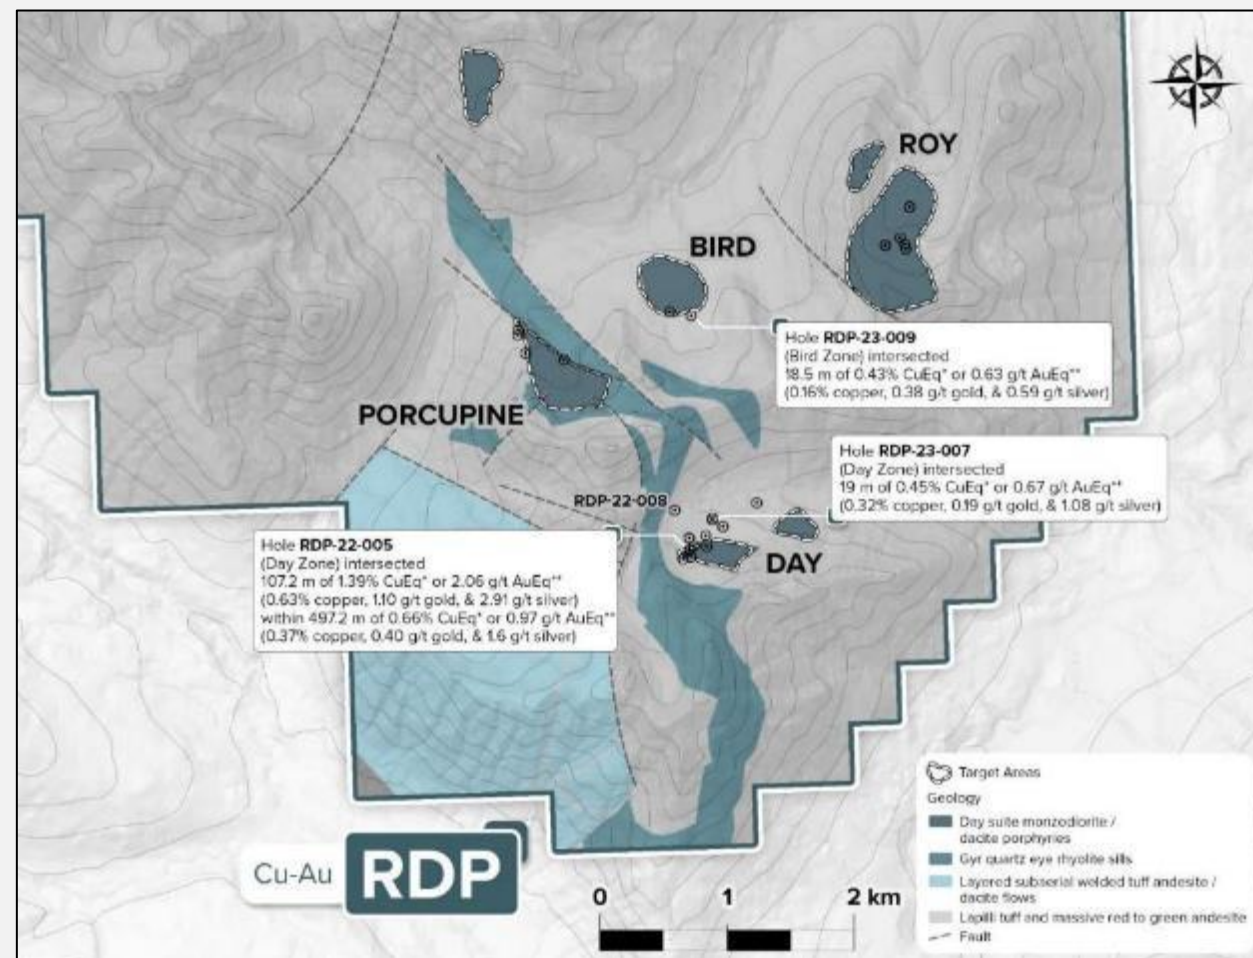 ROY
BIRD
Hole RDP-23-009
(Bird Zone) intersected
18.5 m of 0.43% CuEq* or 0.63 g/t AuEq**
(0.16% copper, 0.38 g/t gold, & 0.59 g/t silver)
PORCUPINE
Hole RDP-23-007
(Day Zone) intersected
19 m of 0.45% CuEq* or 0.67 g/t AuEq**
(0.32% copper, 0.19 g/t gold, & 1.08 g/t silver)
RDP-22-008
Hole RDP-22-005
(Day Zone) intersected
107.2 m of 1.39% CuEq* or 2.06 g/t AuEq**
(0.63% copper, 1.10 g/t gold, & 2.91 g/t silver)
within 497.2 m of 0.66% CuEq* or 0.97 g/t AuEq**
(0.37% copper, 0.40 g/t gold, & 1.6 g/t silver)
DAY
Target Areas
Geology
Day suite monzodiorite /
dacite porphyries
Gyr quartz eye rhyolite sills
Layered subaerial welded tuff andesite /
dacite flows
Lapilli tuff and massive red to green andesite
Fault
Cu-Au RDP
0 1 2 km